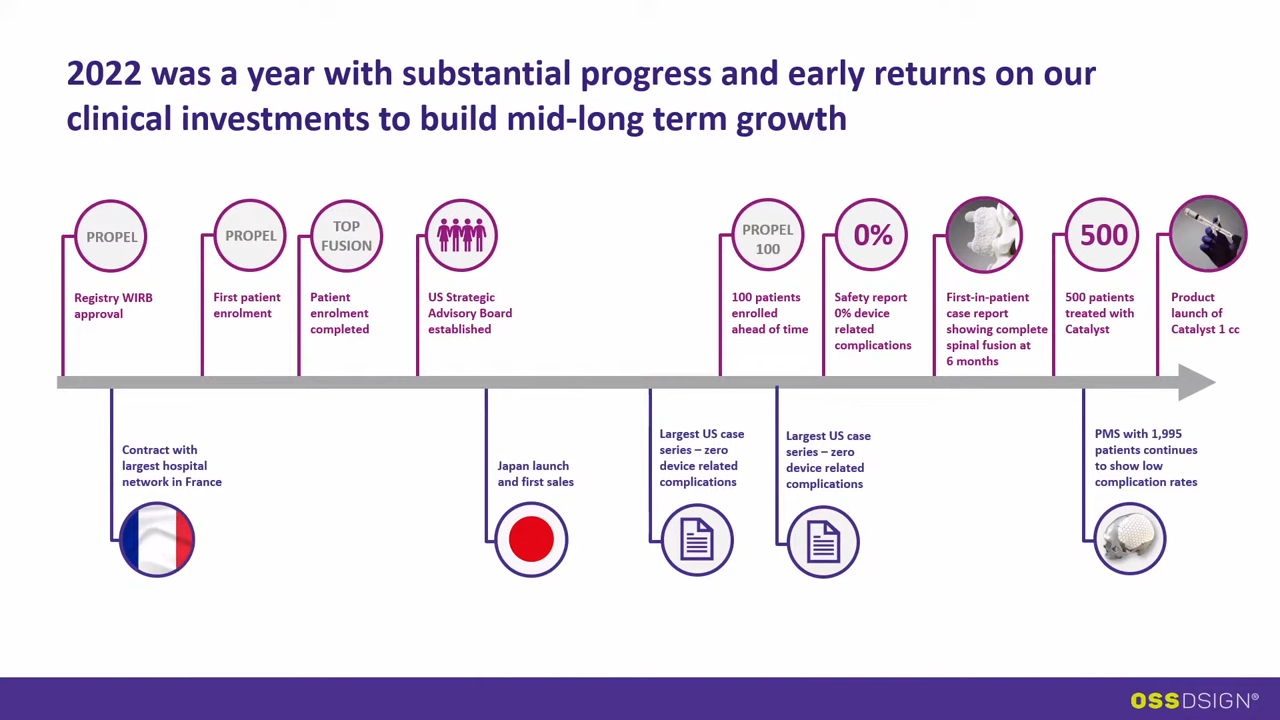 2022 was a year with substantial progress and early returns on our
clinical investments to build mid-long term growth
PROPEL
Registry WIRB
approval
PROPEL
First patient
enrolment
TOP
FUSION
Patient
enrolment
completed
US Strategic
Advisory Board
established
PROPEL
100
100 patients
enrolled
ahead of time
0%
Safety report
0% device
related
complications
First-in-patient
case report
showing complete
spinal fusion at
6 months
500
500 patients
treated with
Catalyst
Product
launch of
Catalyst 1 cc
Contract with
largest hospital
network in France
Japan launch
and first sales
Largest US case
series – zero
device related
complications
Largest US case
series – zero
device related
complications
PMS with 1,995
patients continues
to show low
complication rates
OSSDSIGN®